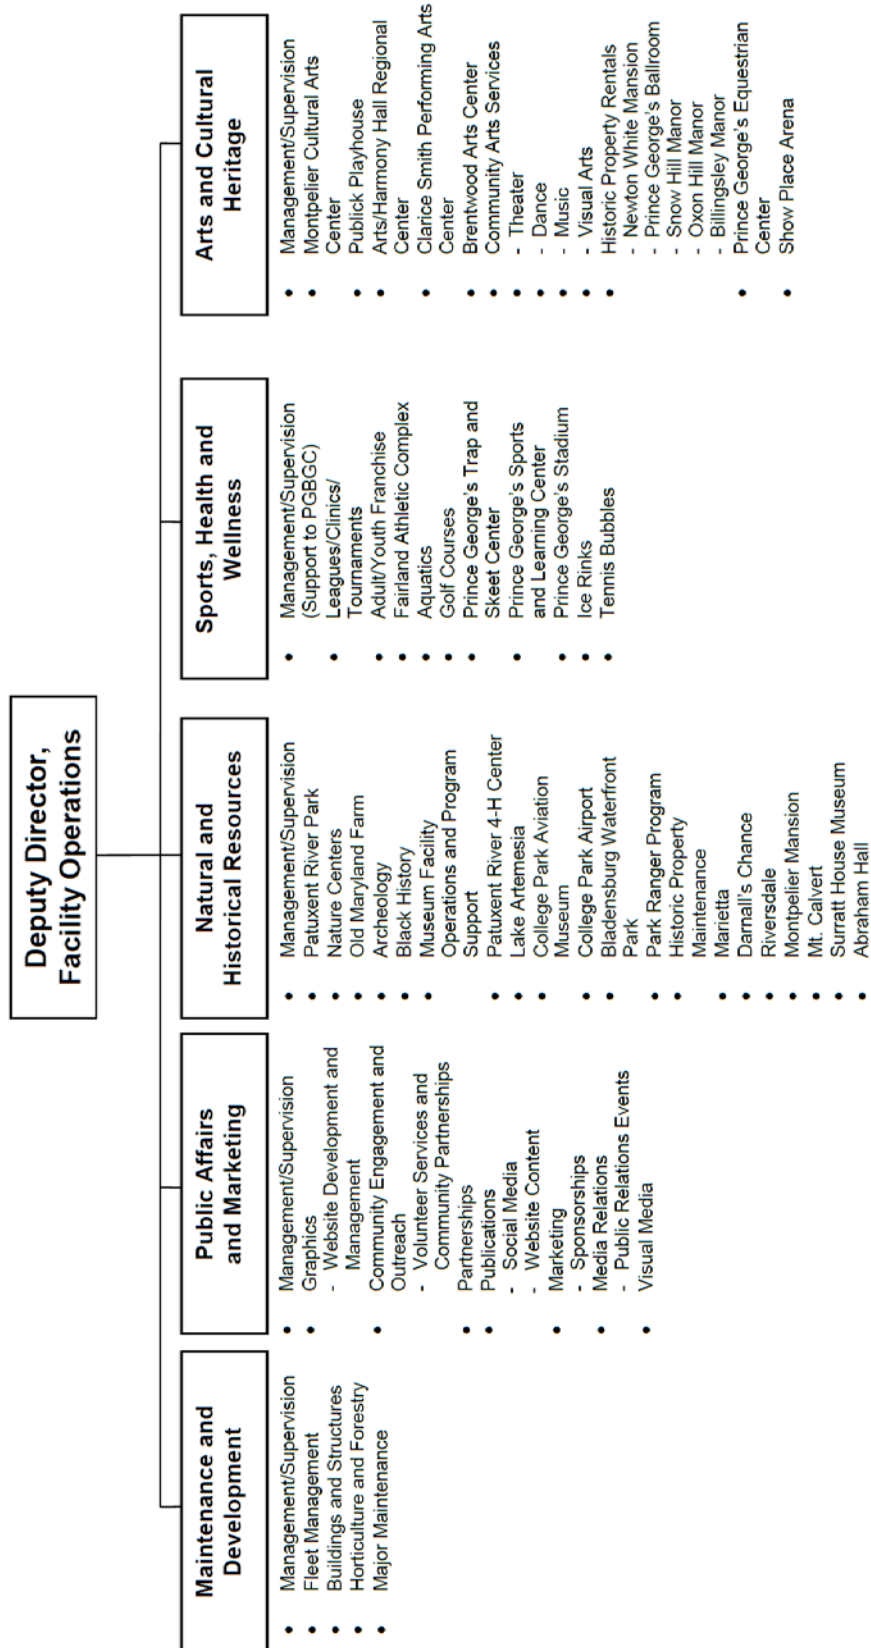 Deputy Director,
Facility Operations
Maintenance and
Development
• Management/Supervision
• Fleet Management
• Buildings and Structures
• Horticulture and Forestry
• Major Maintenance
Public Affairs
and Marketing
• Management/Supervision
• Graphics
- Website Development and
Management
• Community Engagement and
Outreach
- Volunteer Services and
Community Partnerships
• Partnerships
• Publications
- Social Media
- Website Content
• Marketing
- Sponsorships
• Media Relations
- Public Relations Events
• Visual Media
Natural and
Historical Resources
• Management/Supervision
• Patuxent River Park
• Nature Centers
• Old Maryland Farm
• Archeology
• Black History
• Museum Facility
Operations and Program
Support
• Patuxent River 4-H Center
• Lake Artemesia
• College Park Aviation
Museum
• College Park Airport
• Bladensburg Waterfront
Park
• Park Ranger Program
• Historic Property
Maintenance
• Marietta
• Darnall's Chance
• Riversdale
• Montpelier Mansion
• Mt. Calvert
• Surratt House Museum
• Abraham Hall
Sports, Health and
Wellness
• Management/Supervision
(Support to PGBGC)
• Leagues/Clinics/
Tournaments
• Adult/Youth Franchise
• Fairland Athletic Complex
• Aquatics
• Golf Courses
• Prince George's Trap and
Skeet Center
• Prince George's Sports
and Learning Center
• Prince George's Stadium
• Ice Rinks
• Tennis Bubbles
Arts and Cultural
Heritage
• Management/Supervision
• Montpelier Cultural Arts
Center
• Publick Playhouse
• Arts/Harmony Hall Regional
Center
• Clarice Smith Performing Arts
Center
• Brentwood Arts Center
• Community Arts Services
• - Theater
• - Dance
• - Music
• - Visual Arts
• Historic Property Rentals
- Newton White Mansion
- Prince George's Ballroom
- Snow Hill Manor
- Oxon Hill Manor
- Billingsley Manor
• Prince George's Equestrian
Center
• Show Place Arena